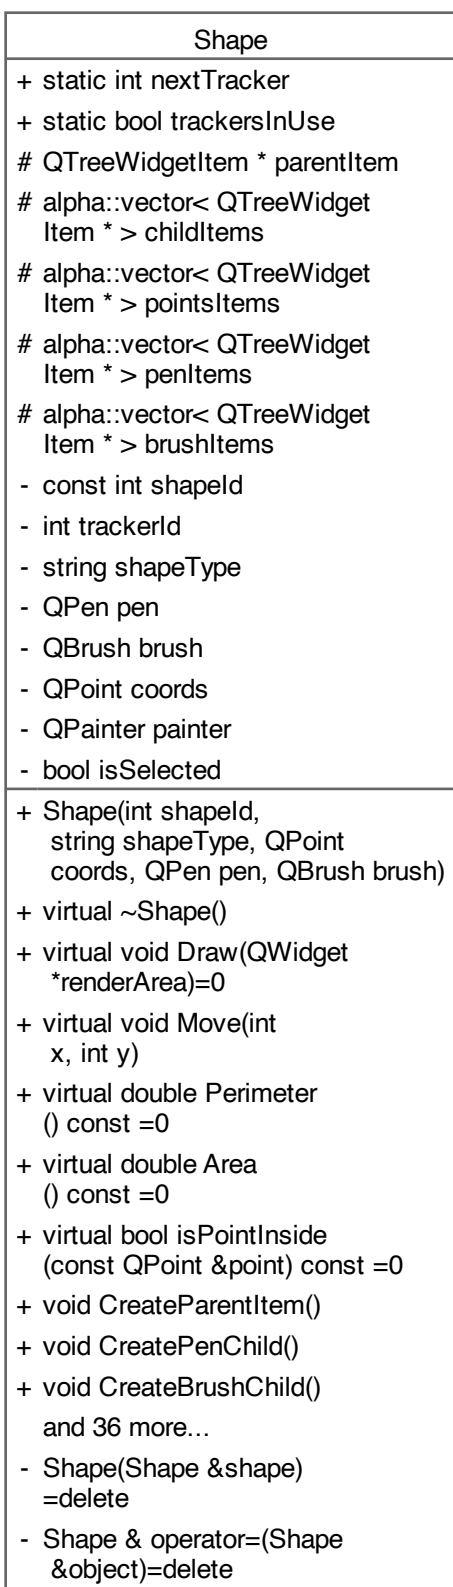 Shape
+ static int nextTracker
+ static bool trackersInUse
# QTreeWidgetItem * parentItem
# alpha::vector< QTreeWidget
Item * > childItems
# alpha::vector< QTreeWidget
Item * > pointsItems
# alpha::vector< QTreeWidget
Item * > penItems
# alpha::vector< QTreeWidget
Item * > brushItems
- const int shapeId
- int trackerId
- string shapeType
- QPen pen
- QBrush brush
- QPoint coords
- QPainter painter
- bool isSelected
+ Shape(int shapeId,
string shapeType, QPoint
coords, QPen pen, QBrush brush)
+ virtual ~Shape()
+ virtual void Draw(QWidget
*renderArea)=0
+ virtual void Move(int
x, int y)
+ virtual double Perimeter
() const =0
+ virtual double Area
() const =0
+ virtual bool isPointInside
(const QPoint &point) const =0
+ void CreateParentItem()
+ void CreatePenChild()
+ void CreateBrushChild()
and 36 more...
- Shape(Shape &shape)
=delete
- Shape & operator=(Shape
&object)=delete